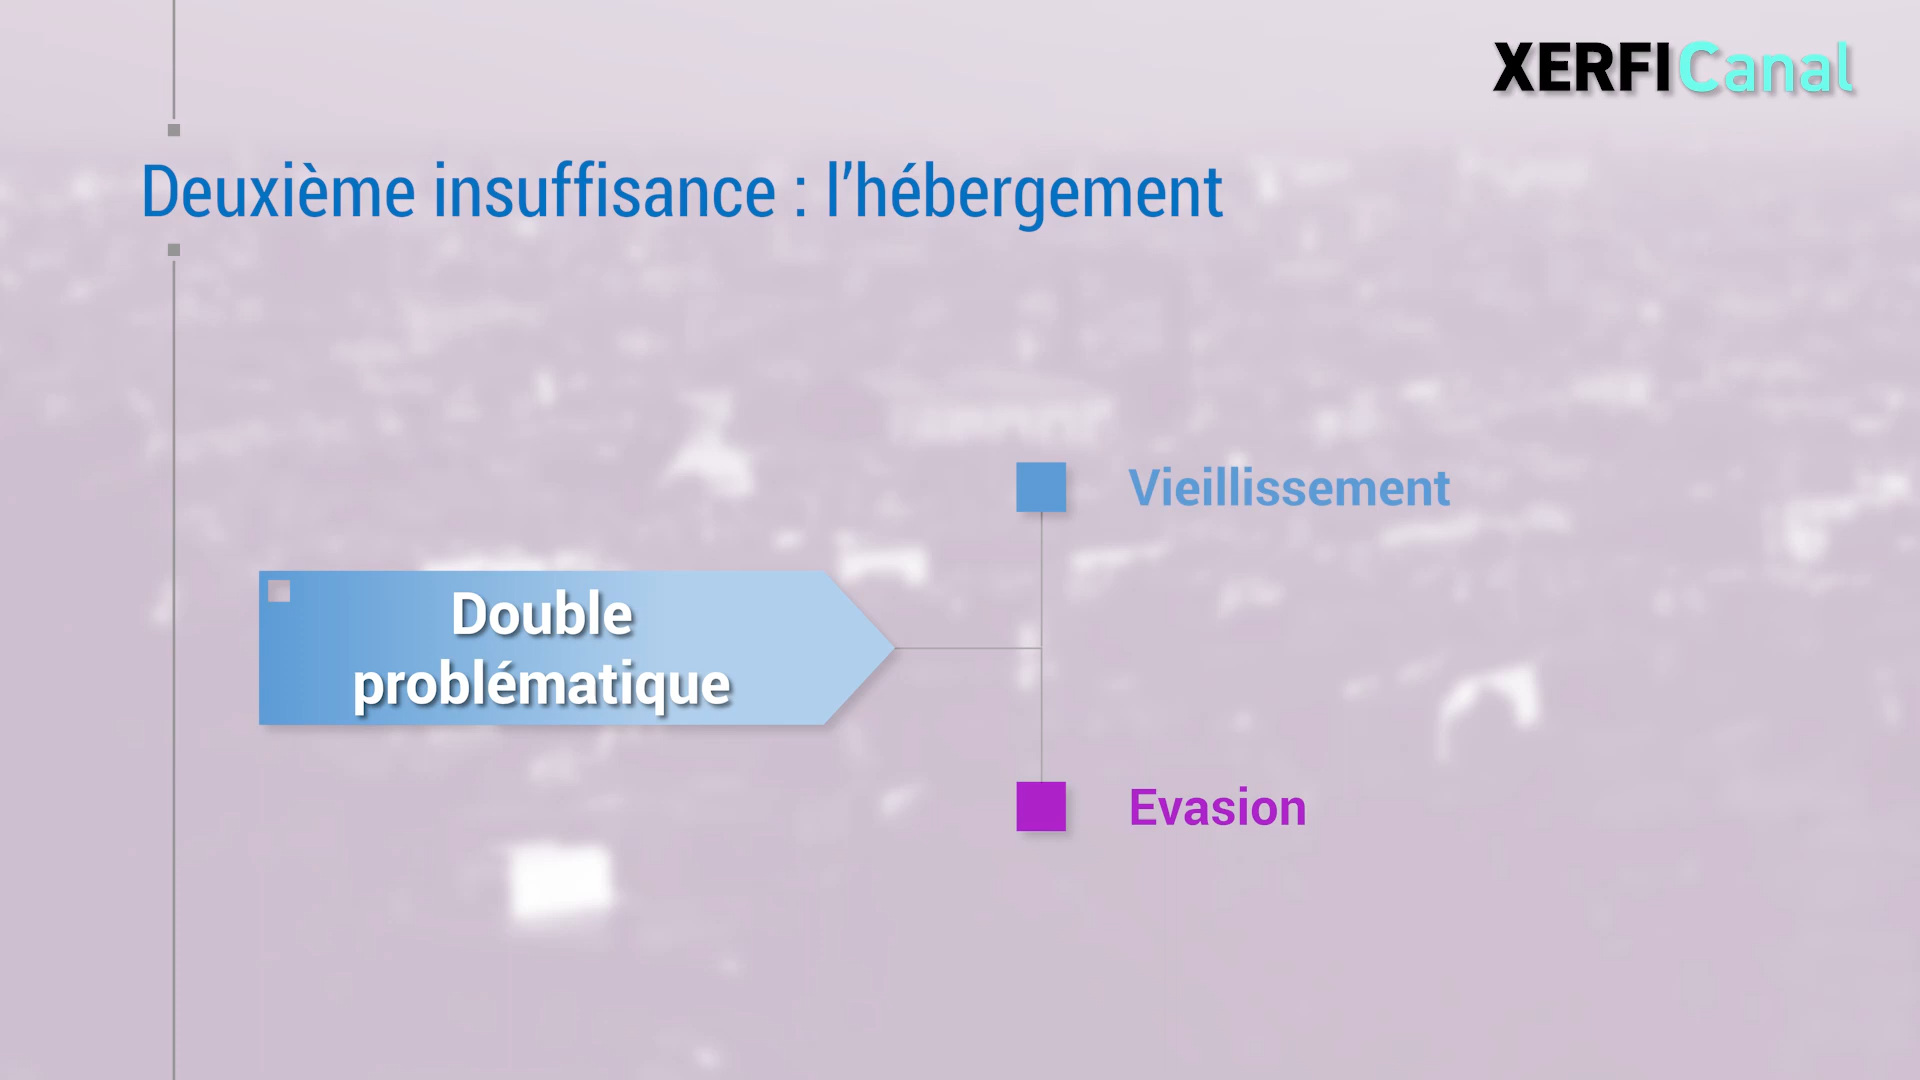 XERFI Canal
Deuxième insuffisance : l’hébergement
Vieillissement
Double
problématique
Evasion